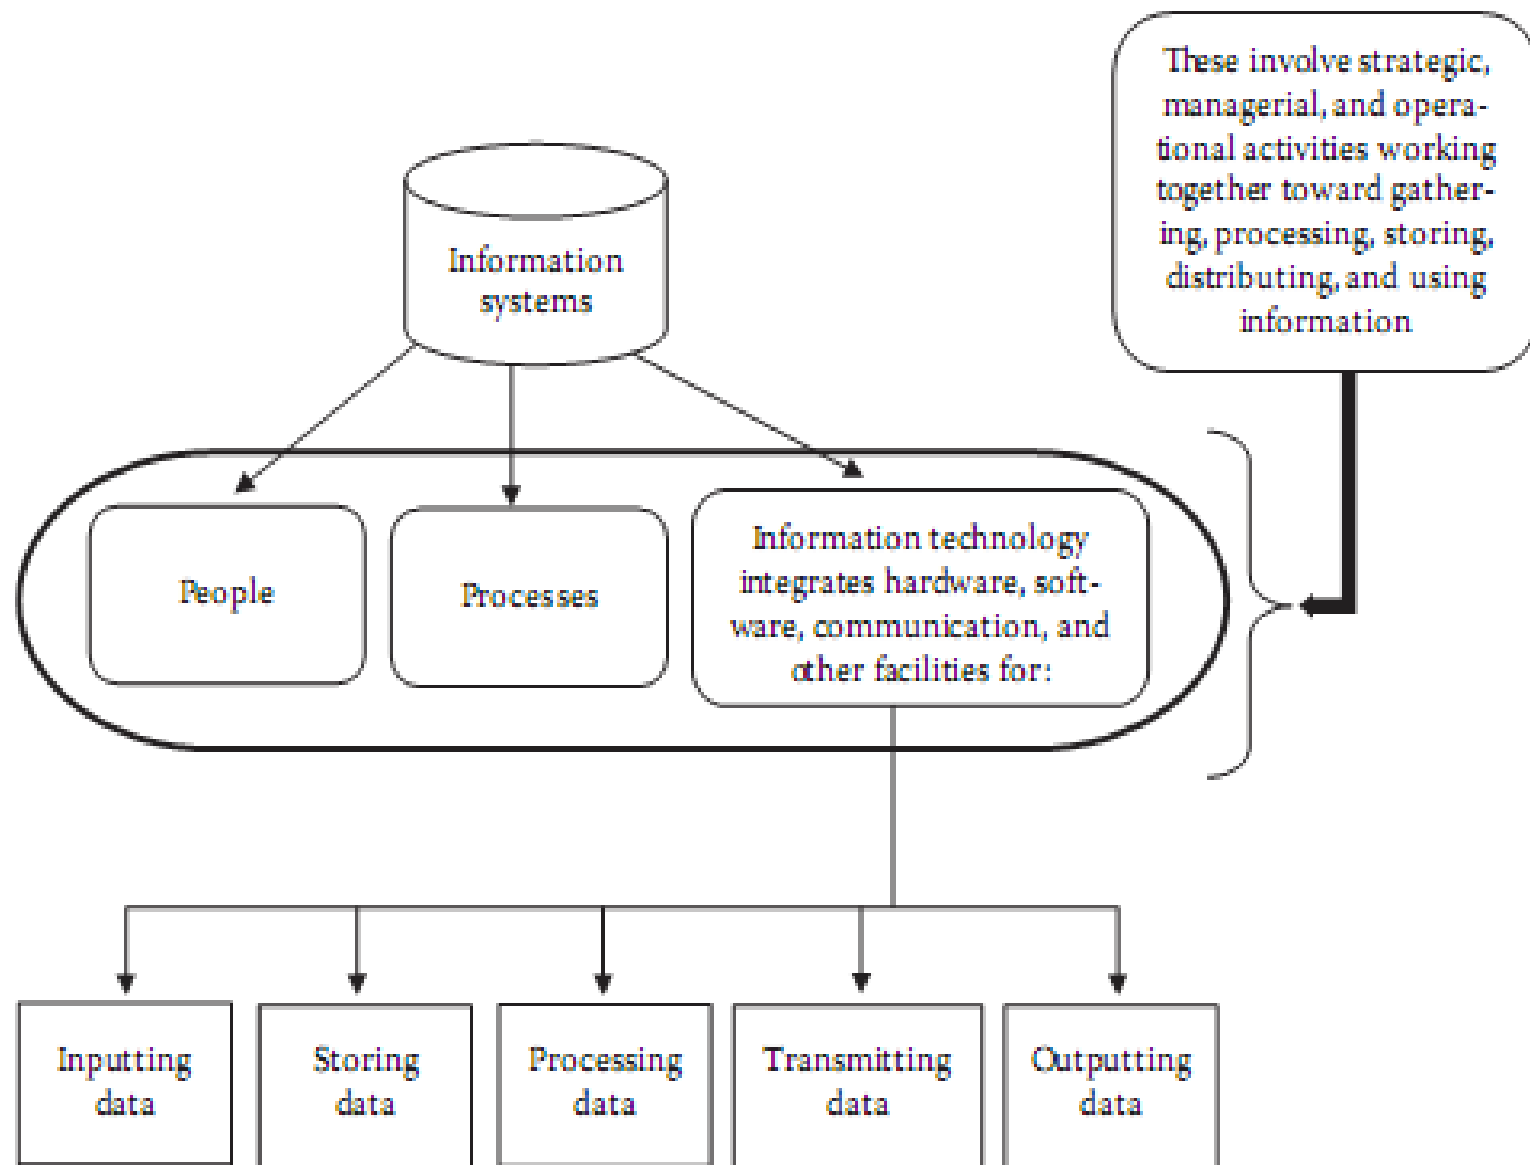 These involve strategic,
managerial, and opera-
tional activities working
together toward gather-
ing, processing, storing,
distributing, and using
information
Information
systems
People
Processes
Information technology
integrates hardware, soft-
ware, communication, and
other facilities for:
Inputting
data
Storing
data
Processing
data
Transmitting
data
Outputting
data